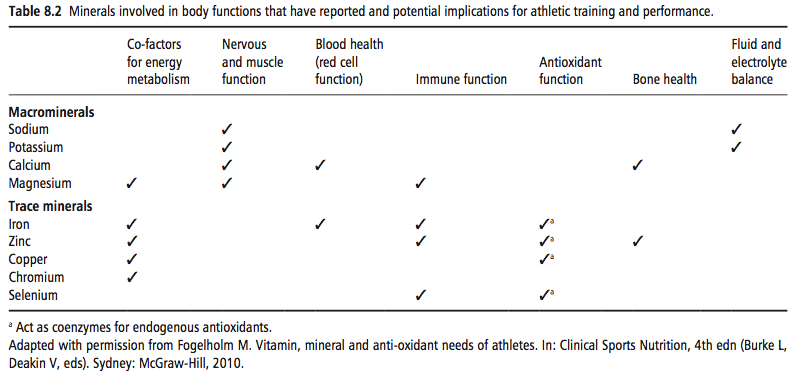 Table 8.2 Minerals involved in body functions that have reported and potential implications for athletic training and performance.
Co-factors for energy metabolism
Nervous and muscle function
Blood health (red cell function)
Immune function
Antioxidant function
Bone health
Fluid and electrolyte balance
Macrominerals
Sodium ✓ ✓
Potassium ✓ ✓
Calcium ✓ ✓ ✓
Magnesium ✓ ✓ ✓
Trace minerals
Iron ✓ ✓ ✓ ✓ᵃ
Zinc ✓ ✓ ✓ᵃ ✓
Copper ✓ ✓ᵃ
Chromium ✓
Selenium ✓ ✓ᵃ
ᵃ Act as coenzymes for endogenous antioxidants.
Adapted with permission from Fogelholm M. Vitamin, mineral and anti-oxidant needs of athletes. In: Clinical Sports Nutrition, 4th edn (Burke L,
Deakin V, eds). Sydney: McGraw-Hill, 2010.